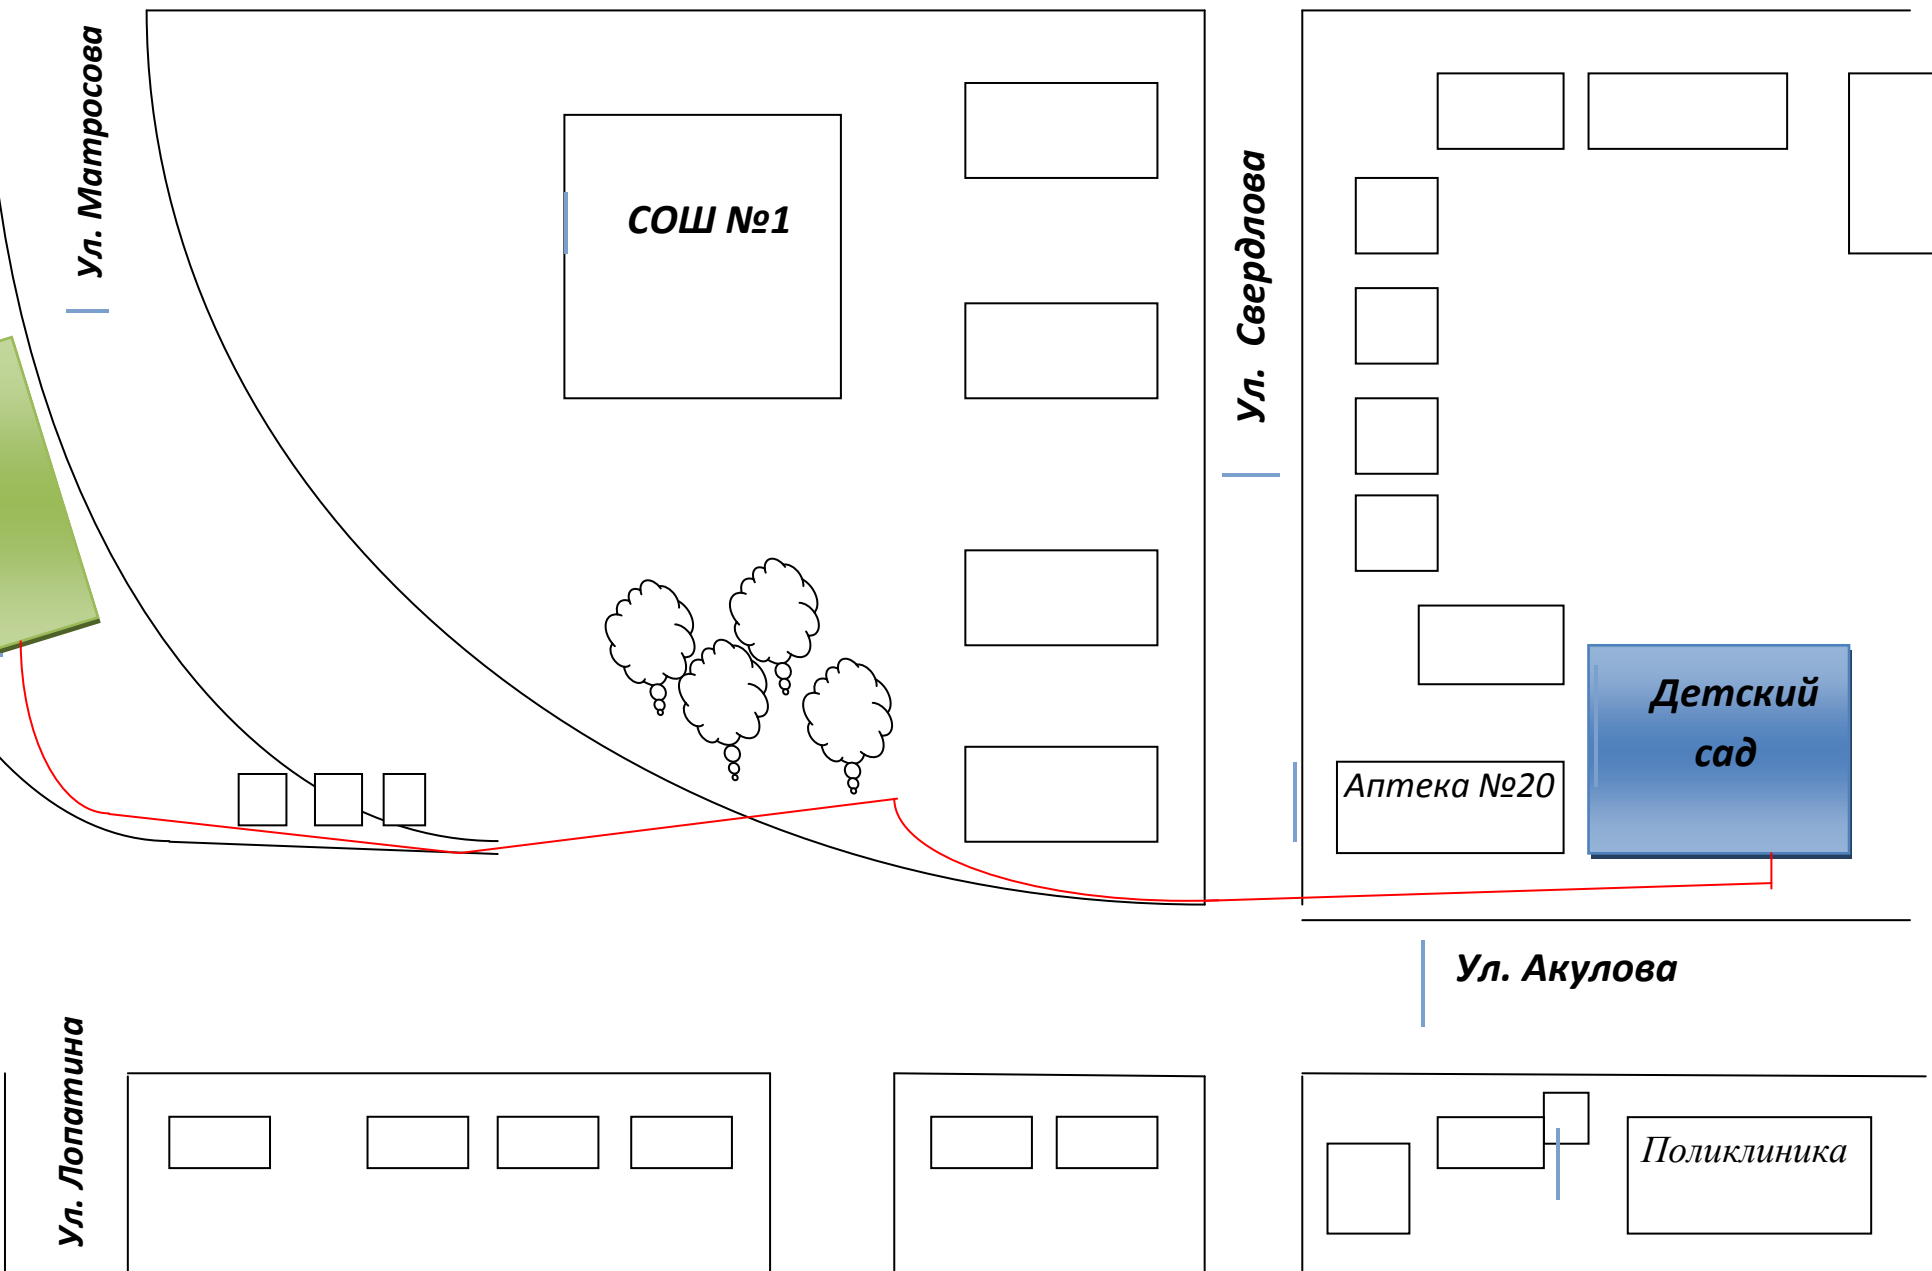 Ул. Матросова
СОШ №1
Ул. Свердлова
Детский
сад
Аптека №20
Ул. Акулова
Ул. Лопатина
Поликлиника